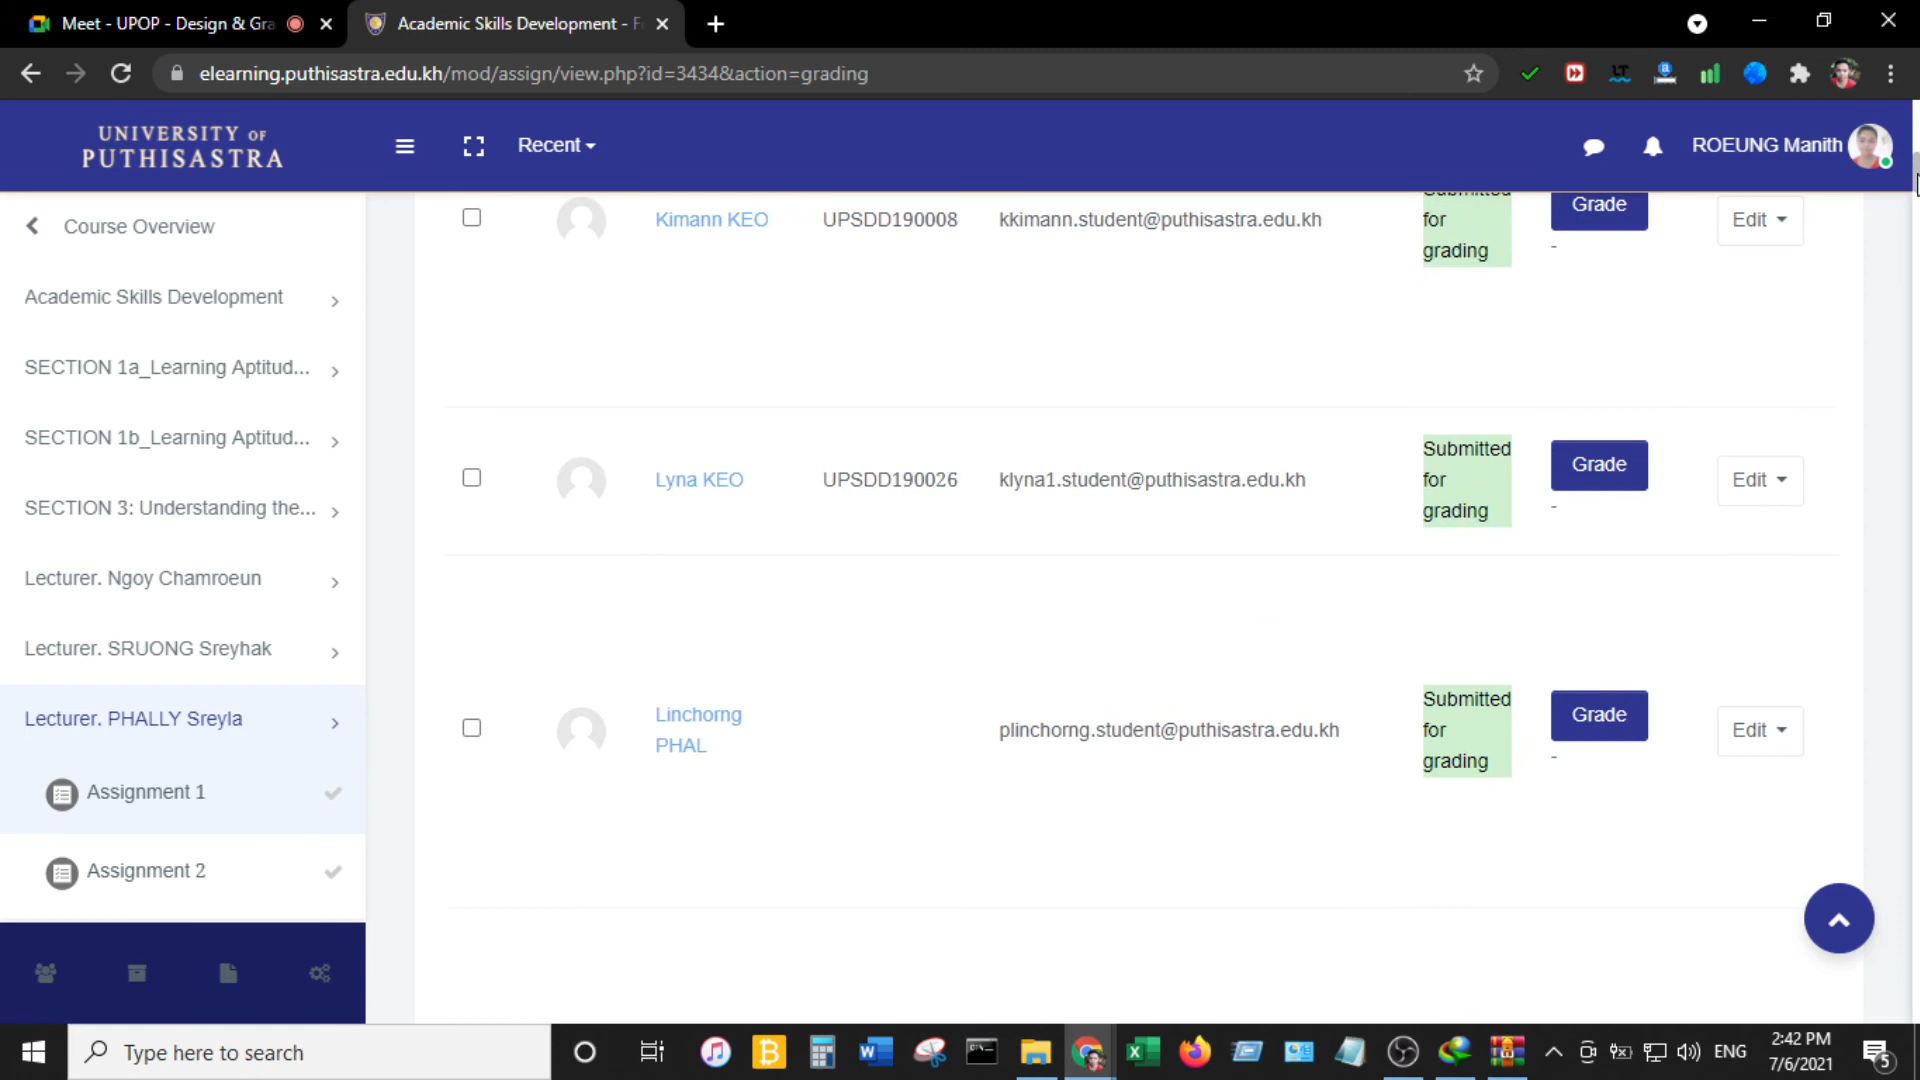 Meet - UPOP - Design & Gra
Academic Skills Development - F
elearning.puthisastra.edu.kh/mod/assign/view.php?id=3434&action=grading
UNIVERSITY OF
PUTHISASTRA
Recent
ROEUNG Manith
Course Overview
Academic Skills Development
SECTION 1a_Learning Aptitud...
SECTION 1b_Learning Aptitud...
SECTION 3: Understanding the...
Lecturer. Ngoy Chamroeun
Lecturer. SRUONG Sreyhak
Lecturer. PHALLY Sreyla
Assignment 1
Assignment 2
Kimann KEO
UPSDD190008
kkimann.student@puthisastra.edu.kh
Submitted
for
grading
Grade
-
Edit
Lyna KEO
UPSDD190026
klyna1.student@puthisastra.edu.kh
Submitted
for
grading
Grade
-
Edit
Linchorng
PHAL
plinchorng.student@puthisastra.edu.kh
Submitted
for
grading
Grade
-
Edit
Type here to search
ENG
2:42 PM
7/6/2021
5